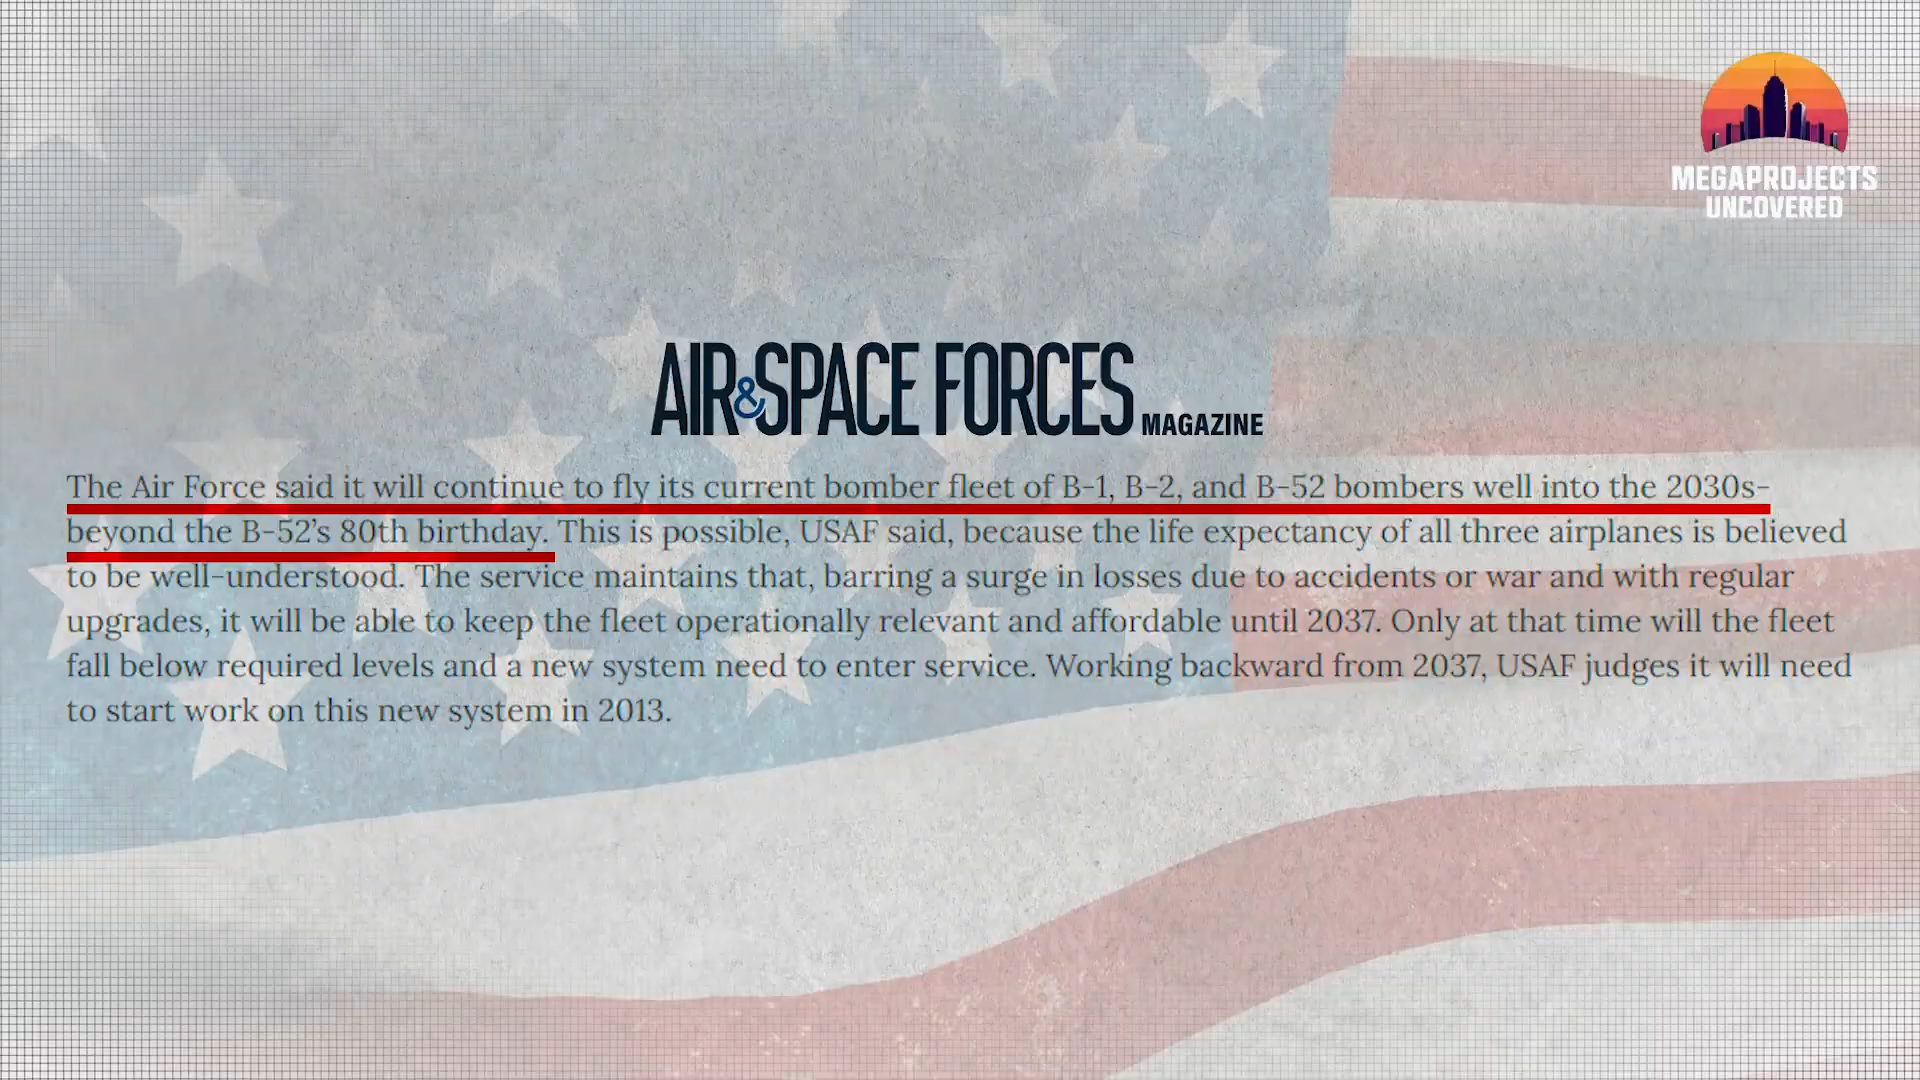 MEGAPROJECTS
UNCOVERED
AIR & SPACE FORCES MAGAZINE
The Air Force said it will continue to fly its current bomber fleet of B-1, B-2, and B-52 bombers well into the 2030s-
beyond the B-52’s 80th birthday. This is possible, USAF said, because the life expectancy of all three airplanes is believed
to be well-understood. The service maintains that, barring a surge in losses due to accidents or war and with regular
upgrades, it will be able to keep the fleet operationally relevant and affordable until 2037. Only at that time will the fleet
fall below required levels and a new system need to enter service. Working backward from 2037, USAF judges it will need
to start work on this new system in 2013.